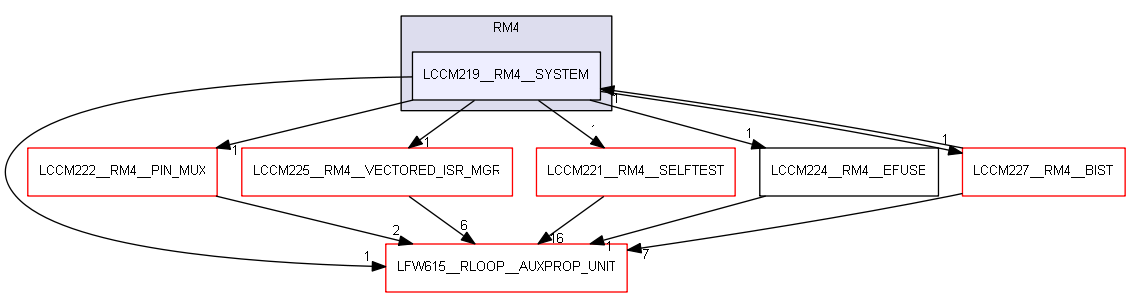 RM4
LCCM219__RM4__SYSTEM
1
1
1
1
1
LCCM222__RM4__PIN_MUX
LCCM225__RM4__VECTORED_ISR_MGR
LCCM221__RM4__SELFTEST
LCCM224__RM4__EFUSE
LCCM227__RM4__BIST
2
6
16
1
7
1
LFW615__RLOOP__AUXPROP_UNIT